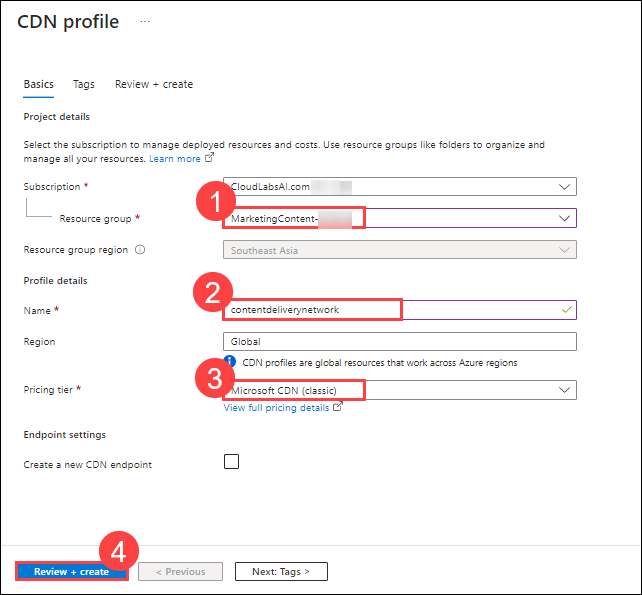 CDN profile ...
Basics Tags Review + create
Project details
Select the subscription to manage deployed resources and costs. Use resource groups like folders to organize and
manage all your resources. Learn more
Subscription * CloudLabsAI.com
1
Resource group * MarketingContent-
Resource group region Southeast Asia
Profile details
2
Name * contentdeliverynetwork
Region Global
CDN profiles are global resources that work across Azure regions
3
Pricing tier * Microsoft CDN (classic)
View full pricing details
Endpoint settings
Create a new CDN endpoint
4
Review + create < Previous Next: Tags >